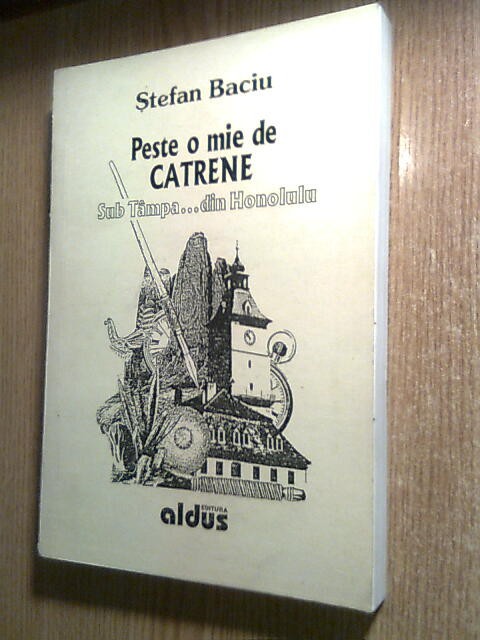 Ștefan Baciu
Peste o mie de
CATRENE
Sub Tâmpa...din Honolulu
EDITURA
aldus